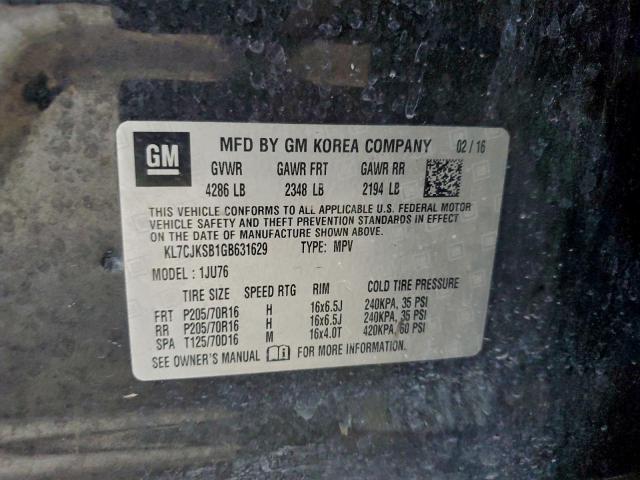 GM MFD BY GM KOREA COMPANY 02 / 16
GVWR GAWR FRT GAWR RR
4286 LB 2348 LB 2194 LB
THIS VEHICLE CONFORMS TO ALL APPLICABLE U.S. FEDERAL MOTOR
VEHICLE SAFETY AND THEFT PREVENTION STANDARDS IN EFFECT ON
THE DATE OF MANUFACTURE SHOWN ABOVE.
KL7CJKSB1GB631629 TYPE: MPV
MODEL : 1JU76
TIRE SIZE SPEED RTG RIM COLD TIRE PRESSURE
FRT P205/70R16 H 16x6.5J 240KPA, 35 PSI
RR P205/70R16 H 16x6.5J 240KPA, 35 PSI
SPA T125/70D16 M 16x4.0T 420KPA, 60 PSI
SEE OWNER'S MANUAL FOR MORE INFORMATION